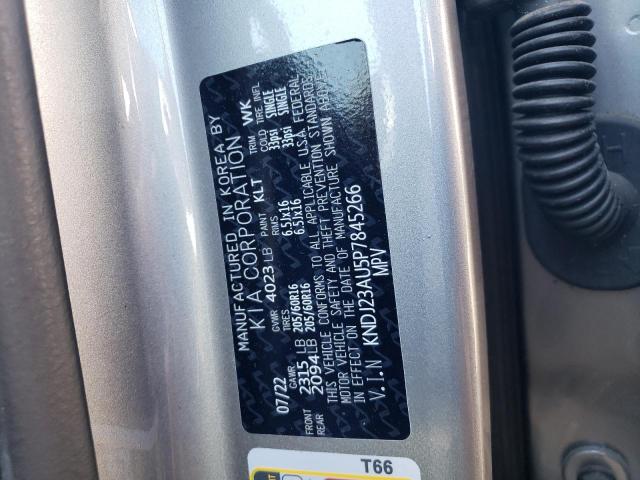 MANUFACTURED IN KOREA BY
KIA CORPORATION
07/22 GVWR 4023 LB PAINT KLT TRIM WK
GAWR TIRES RIMS COLD TIRE INFL
FRONT 2315 LB 205/60R16 6.5Jx16 33psi SINGLE
REAR 2094 LB 205/60R16 6.5Jx16 33psi SINGLE
THIS VEHICLE CONFORMS TO ALL APPLICABLE U.S.A. FEDERAL
MOTOR VEHICLE SAFETY AND THEFT PREVENTION STANDARDS
IN EFFECT ON THE DATE OF MANUFACTURE SHOWN ABOVE.
V.I.N KNDJ23AU5P7845266
MPV
T66